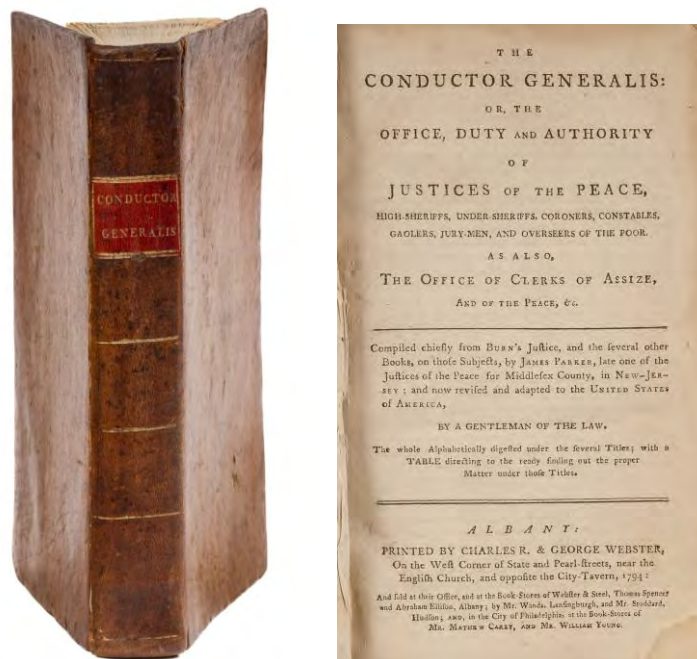 CONDUCTOR
GENERALIS
THE
CONDUCTOR GENERALIS:
OR, THE
OFFICE, DUTY AND AUTHORITY
OF
JUSTICES OF THE PEACE,
HIGH-SHERIFFS, UNDER-SHERIFFS, CORONERS, CONSTABLES,
GAOLERS, JURY-MEN, AND OVERSEERS OF THE POOR.
AS ALSO,
THE OFFICE OF CLERKS OF ASSIZE,
AND OF THE PEACE, &c.
Compiled chiefly from BURN's Juſtice, and the ſeveral other
Books, on thoſe Subjects, by JAMES PARKER, late one of the
Juſtices of the Peace for Middleſex County, in NEW-JER-
SEY; and now reviſed and adapted to the UNITED STATES
of AMERICA,
BY A GENTLEMAN OF THE LAW.
The whole Alphabetically digeſted under the ſeveral Titles; with a
TABLE directing to the ready finding out the proper
Matter under thoſe Titles.
ALBANY:
PRINTED BY CHARLES R. & GEORGE WEBSTER,
On the Weſt Corner of State and Pearl-ſtreets, near the
Engliſh Church, and oppoſite the City-Tavern, 1794:
And ſold at their Office, and at the Book-Stores of Webſter & Steel, Thomas Spencer
and Abraham Elliſon, Albany; by Mr. Wands, Lanſingburgh, and Mr. Stoddard,
Hudſon; AND, in the City of Philadelphia, at the Book-Stores of
MR. MATHEW CAREY, AND MR. WILLIAM YOUNG.